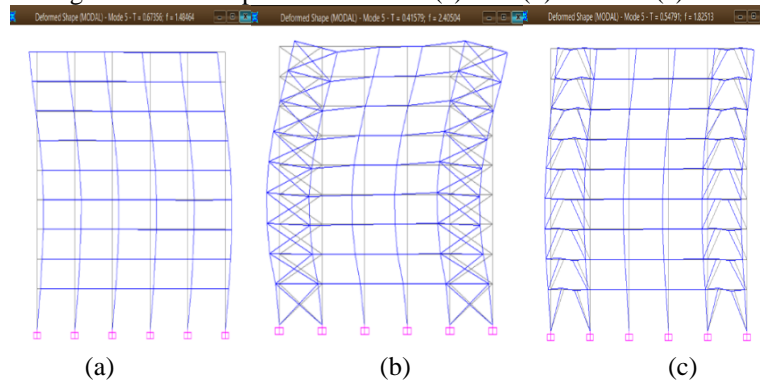 Deformed Shape (MODAL) - Mode 5 - T = 0.67356; f = 1.48464
Deformed Shape (MODAL) - Mode 5 - T = 0.41579; f = 2.40504
Deformed Shape (MODAL) - Mode 5 - T = 0.54791; f = 1.82513
(a)
(b)
(c)